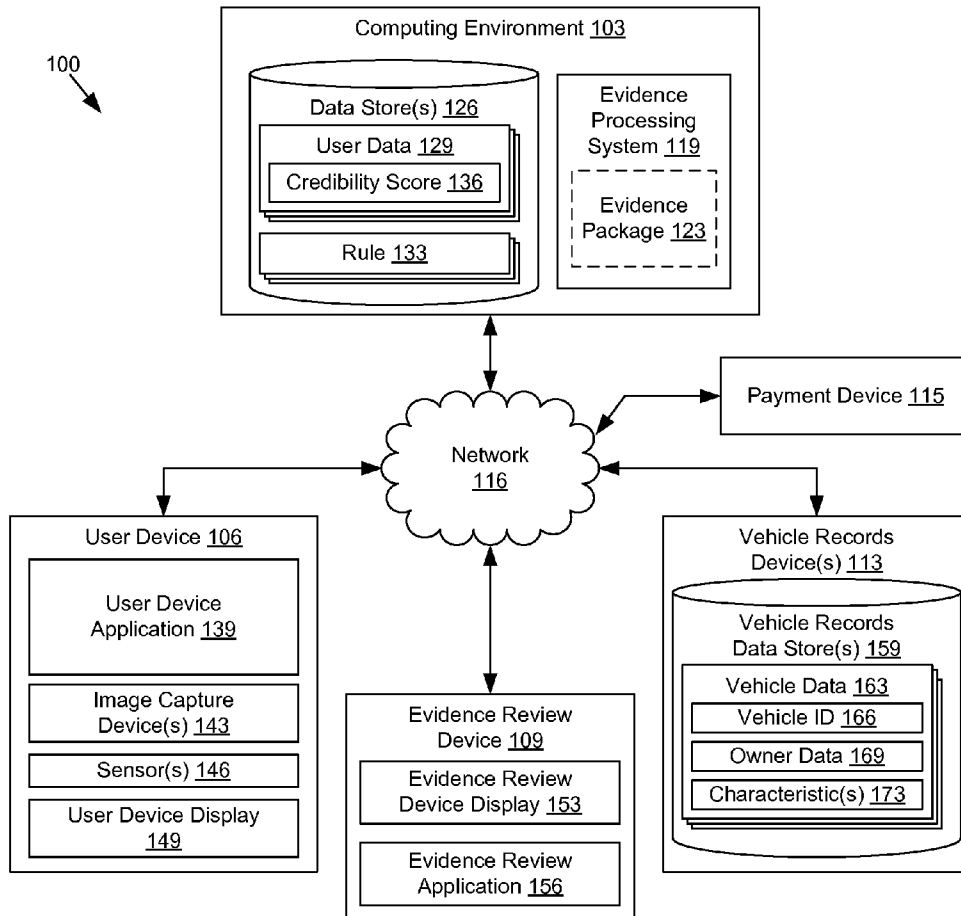 100
Computing Environment 103
Data Store(s) 126
User Data 129
Credibility Score 136
Rule 133
Evidence
Processing
System 119
Evidence
Package 123
Network
116
Payment Device 115
User Device 106
User Device
Application 139
Image Capture
Device(s) 143
Sensor(s) 146
User Device Display
149
Evidence Review
Device 109
Evidence Review
Device Display 153
Evidence Review
Application 156
Vehicle Records
Device(s) 113
Vehicle Records
Data Store(s) 159
Vehicle Data 163
Vehicle ID 166
Owner Data 169
Characteristic(s) 173